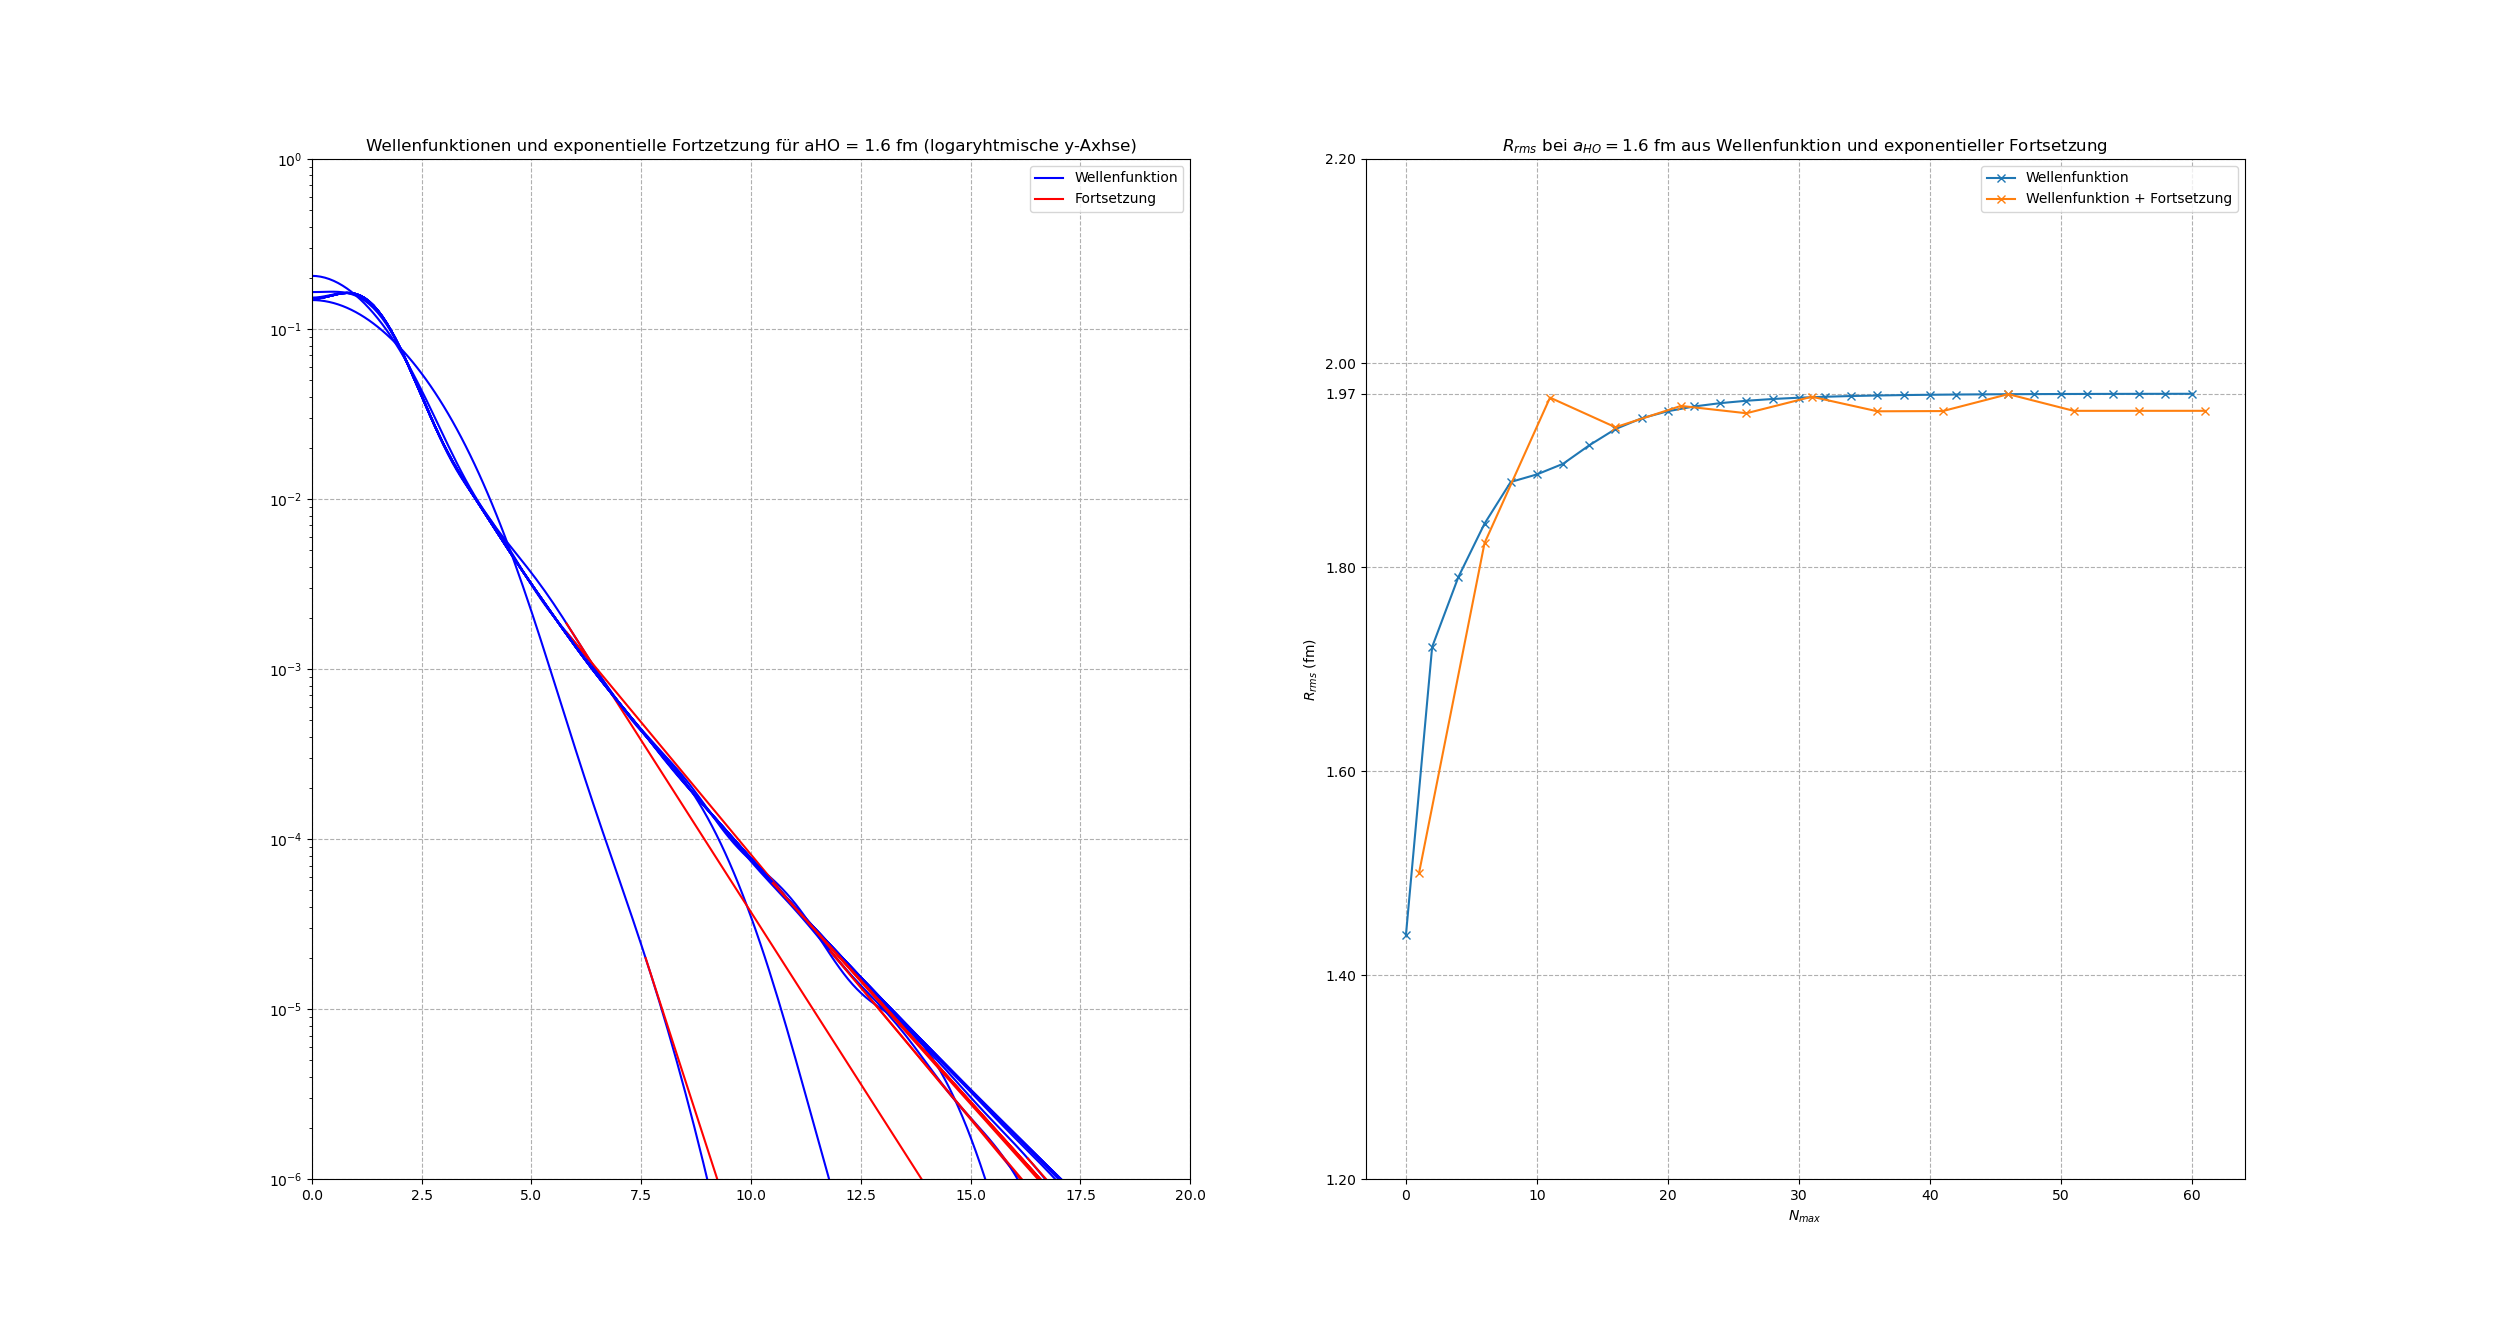 Wellenfunktionen und exponentielle Fortzetzung für aHO = 1.6 fm (logaryhtmische y-Axhse)
10⁰
10⁻¹
10⁻²
10⁻³
10⁻⁴
10⁻⁵
10⁻⁶
0.0 2.5 5.0 7.5 10.0 12.5 15.0 17.5 20.0
Wellenfunktion
Fortsetzung
R_rms bei a_HO = 1.6 fm aus Wellenfunktion und exponentieller Fortsetzung
2.20
2.00
1.97
1.80
1.60
1.40
1.20
R_rms (fm)
0 10 20 30 40 50 60
N_max
Wellenfunktion
Wellenfunktion + Fortsetzung